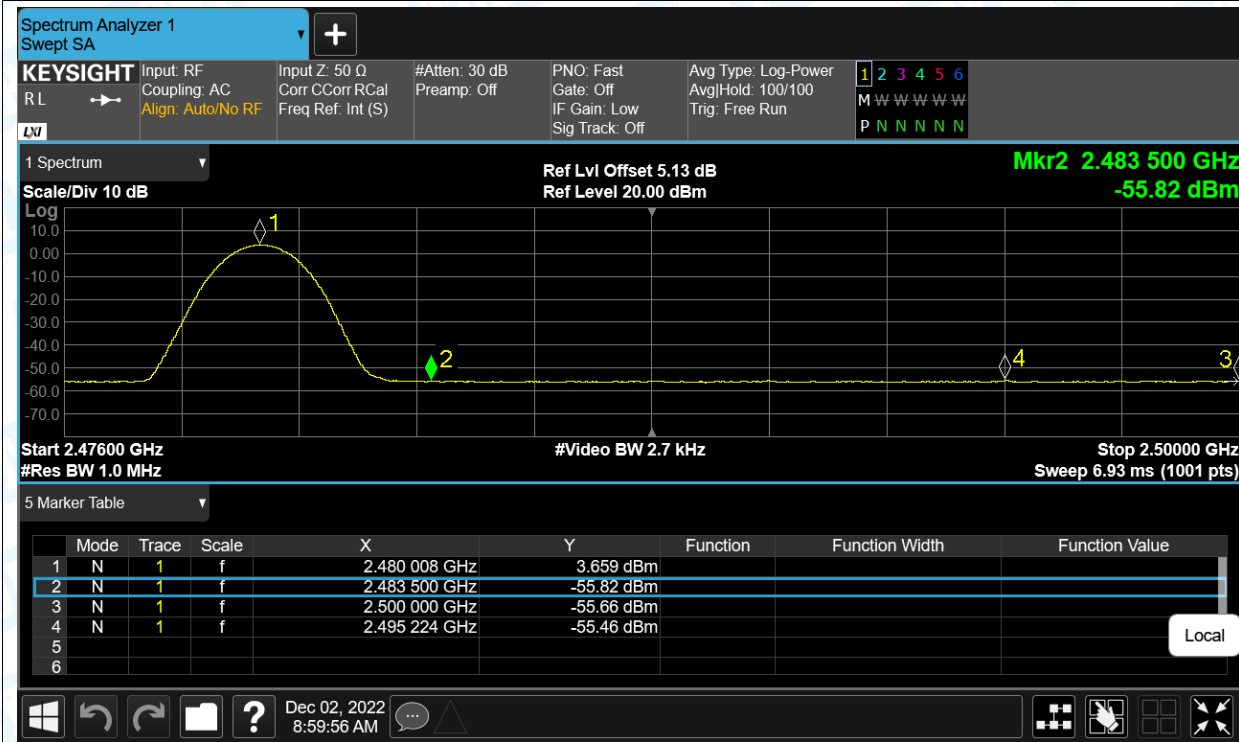 Spectrum Analyzer 1
Swept SA
+
KEYSIGHT
R L
LXI
Input: RF
Coupling: AC
Align: Auto/No RF
Input Z: 50 Ω
Corr CCorr RCal
Freq Ref: Int (S)
#Atten: 30 dB
Preamp: Off
PNO: Fast
Gate: Off
IF Gain: Low
Sig Track: Off
Avg Type: Log-Power
Avg|Hold: 100/100
Trig: Free Run
1 2 3 4 5 6
M W W W W W
P N N N N N
1 Spectrum
Scale/Div 10 dB
Ref Lvl Offset 5.13 dB
Ref Level 20.00 dBm
Mkr2 2.483 500 GHz
-55.82 dBm
Log
10.0
0.00
-10.0
-20.0
-30.0
-40.0
-50.0
-60.0
-70.0
1
2
4
3
Start 2.47600 GHz
#Res BW 1.0 MHz
#Video BW 2.7 kHz
Stop 2.50000 GHz
Sweep 6.93 ms (1001 pts)
5 Marker Table
Mode Trace Scale X Y Function Function Width Function Value
1 N 1 f 2.480 008 GHz 3.659 dBm
2 N 1 f 2.483 500 GHz -55.82 dBm
3 N 1 f 2.500 000 GHz -55.66 dBm
4 N 1 f 2.495 224 GHz -55.46 dBm
5
6
Local
?
Dec 02, 2022
8:59:56 AM